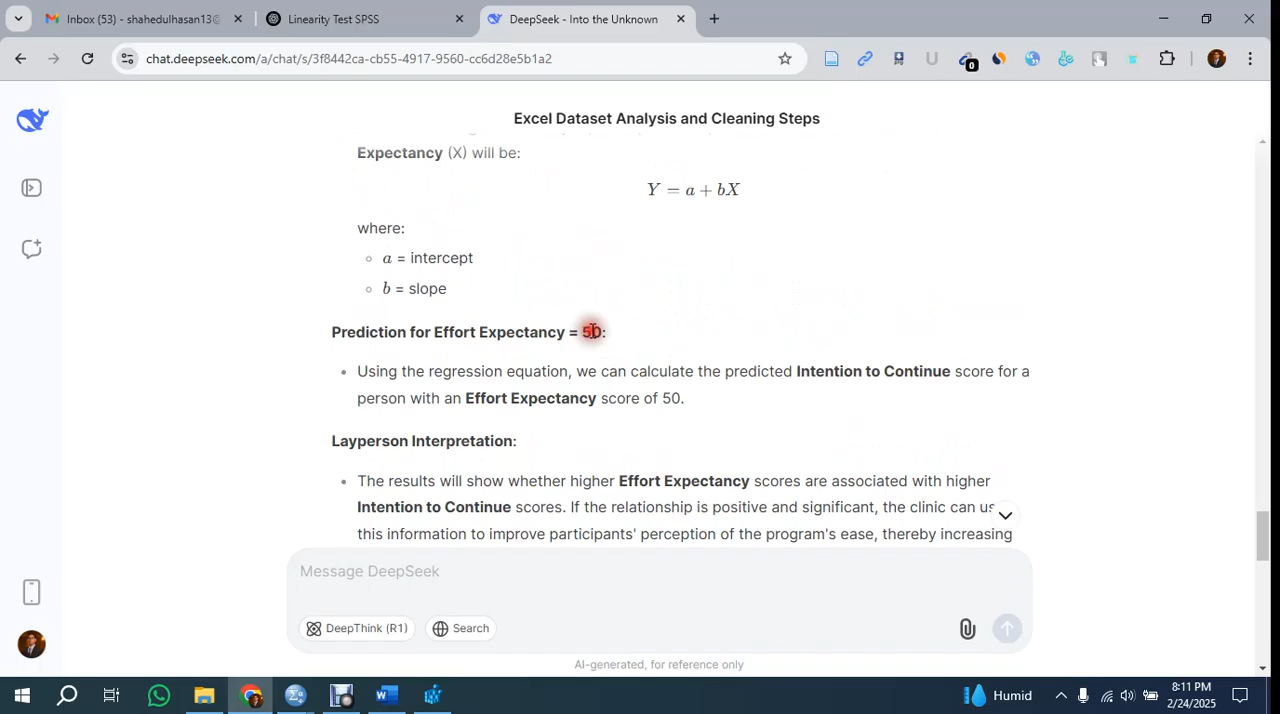 Inbox (53) - shahedulhasan13@
Linearity Test SPSS
DeepSeek - Into the Unknown
chat.deepseek.com/a/chat/s/3f9442ca-cb55-4917-9560-cc6d28e5b1a2
0
Excel Dataset Analysis and Cleaning Steps
Expectancy (X) will be:
Y = a + bX
where:
a = intercept
b = slope
Prediction for Effort Expectancy = 50:
Using the regression equation, we can calculate the predicted Intention to Continue score for a
person with an Effort Expectancy score of 50.
Layperson Interpretation:
The results will show whether higher Effort Expectancy scores are associated with higher
Intention to Continue scores. If the relationship is positive and significant, the clinic can us
this information to improve participants' perception of the program's ease, thereby increasing
Message DeepSeek
DeepThink (R1)
Search
AI-generated, for reference only
Humid
8:11 PM
2/24/2025